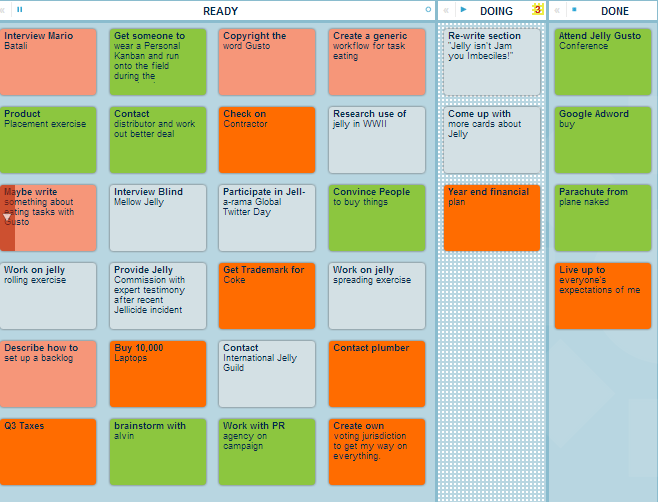 READY
Interview Mario
Batali
Get someone to
wear a Personal
Kanban and run
onto the field
during the
Copyright the
word Gusto
Create a generic
workflow for task
eating
Product
Placement exercise
Contact
distributor and work
out better deal
Check on
Contractor
Research use of
jelly in WWII
Maybe write
something about
eating tasks with
Gusto
Interview Blind
Mellow Jelly
Participate in Jell-
a-rama Global
Twitter Day
Convince People
to buy things
Work on jelly
rolling exercise
Provide Jelly
Commission with
expert testimony
after recent
Jellicide incident
Get Trademark for
Coke
Work on jelly
spreading exercise
Describe how to
set up a backlog
Buy 10,000
Laptops
Contact
International Jelly
Guild
Contact plumber
Q3 Taxes
brainstorm with
alvin
Work with PR
agency on
campaign
Create own
voting jurisdiction
to get my way on
everything.
DOING
3
Re-write section
"Jelly isn't Jam
you Imbeciles!"
Come up with
more cards about
Jelly
Year end financial
plan
DONE
Attend Jelly Gusto
Conference
Google Adword
buy
Parachute from
plane naked
Live up to
everyone's
expectations of me